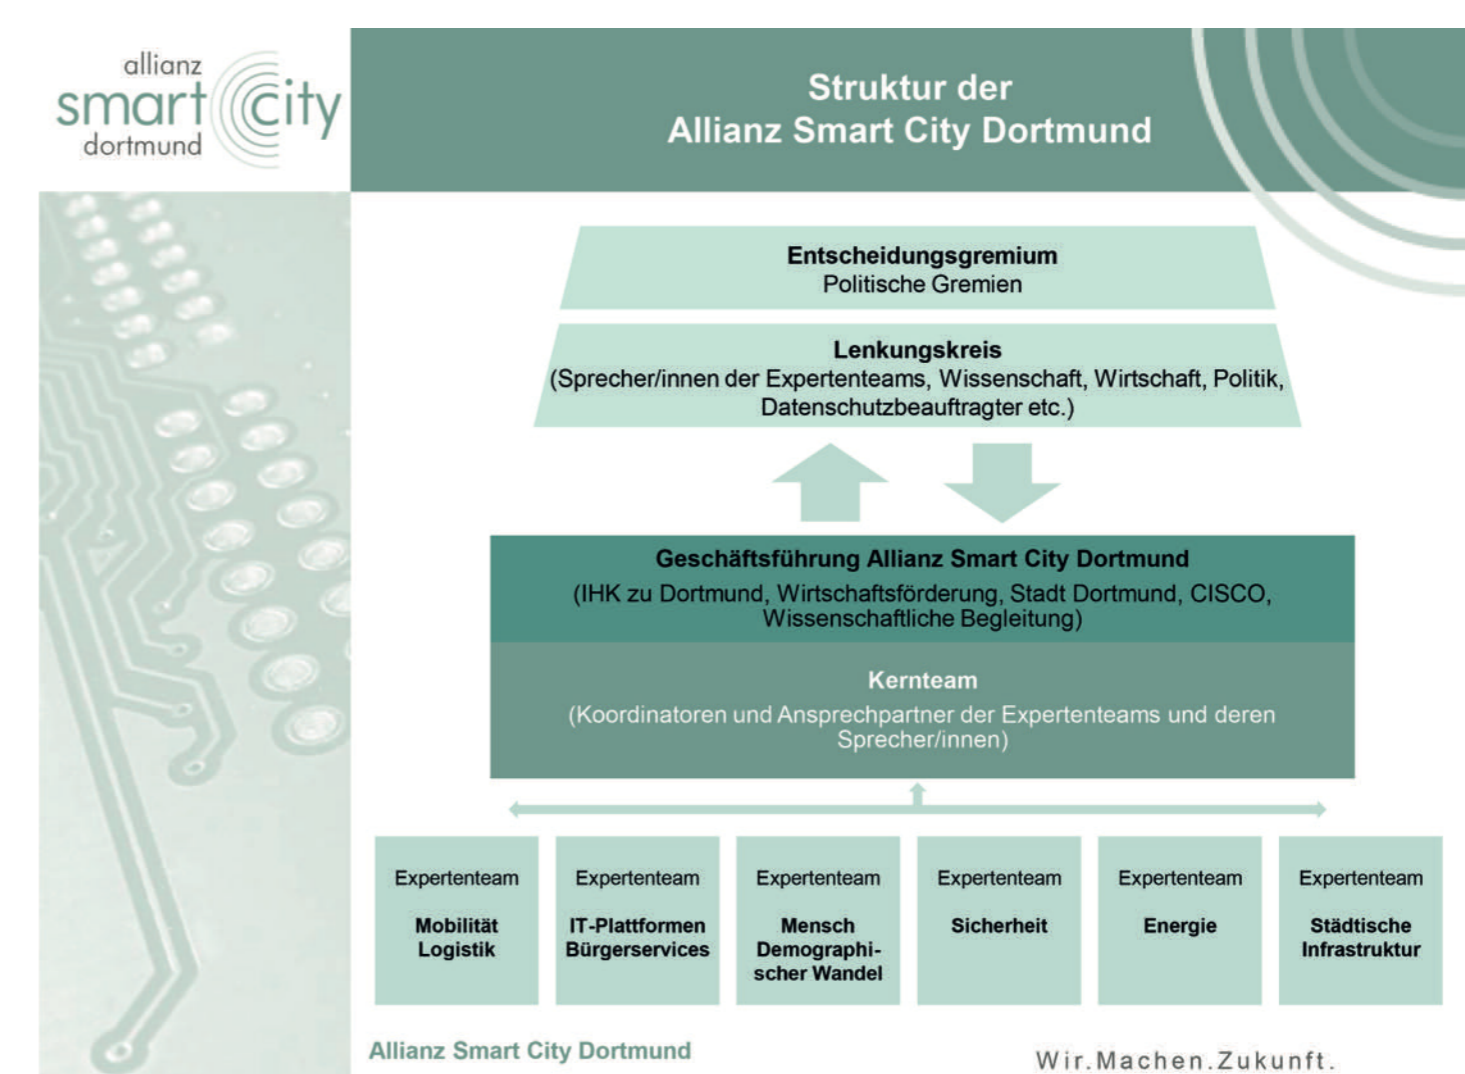 allianz
smart city
dortmund
Struktur der
Allianz Smart City Dortmund
Entscheidungsgremium
Politische Gremien
Lenkungskreis
(Sprecher/innen der Expertenteams, Wissenschaft, Wirtschaft, Politik,
Datenschutzbeauftragter etc.)
Geschäftsführung Allianz Smart City Dortmund
(IHK zu Dortmund, Wirtschaftsförderung, Stadt Dortmund, CISCO,
Wissenschaftliche Begleitung)
Kernteam
(Koordinatoren und Ansprechpartner der Expertenteams und deren
Sprecher/innen)
Expertenteam
Mobilität
Logistik
Expertenteam
IT-Plattformen
Bürgerservices
Expertenteam
Mensch
Demographi-
scher Wandel
Expertenteam
Sicherheit
Expertenteam
Energie
Expertenteam
Städtische
Infrastruktur
Allianz Smart City Dortmund
Wir.Machen.Zukunft.